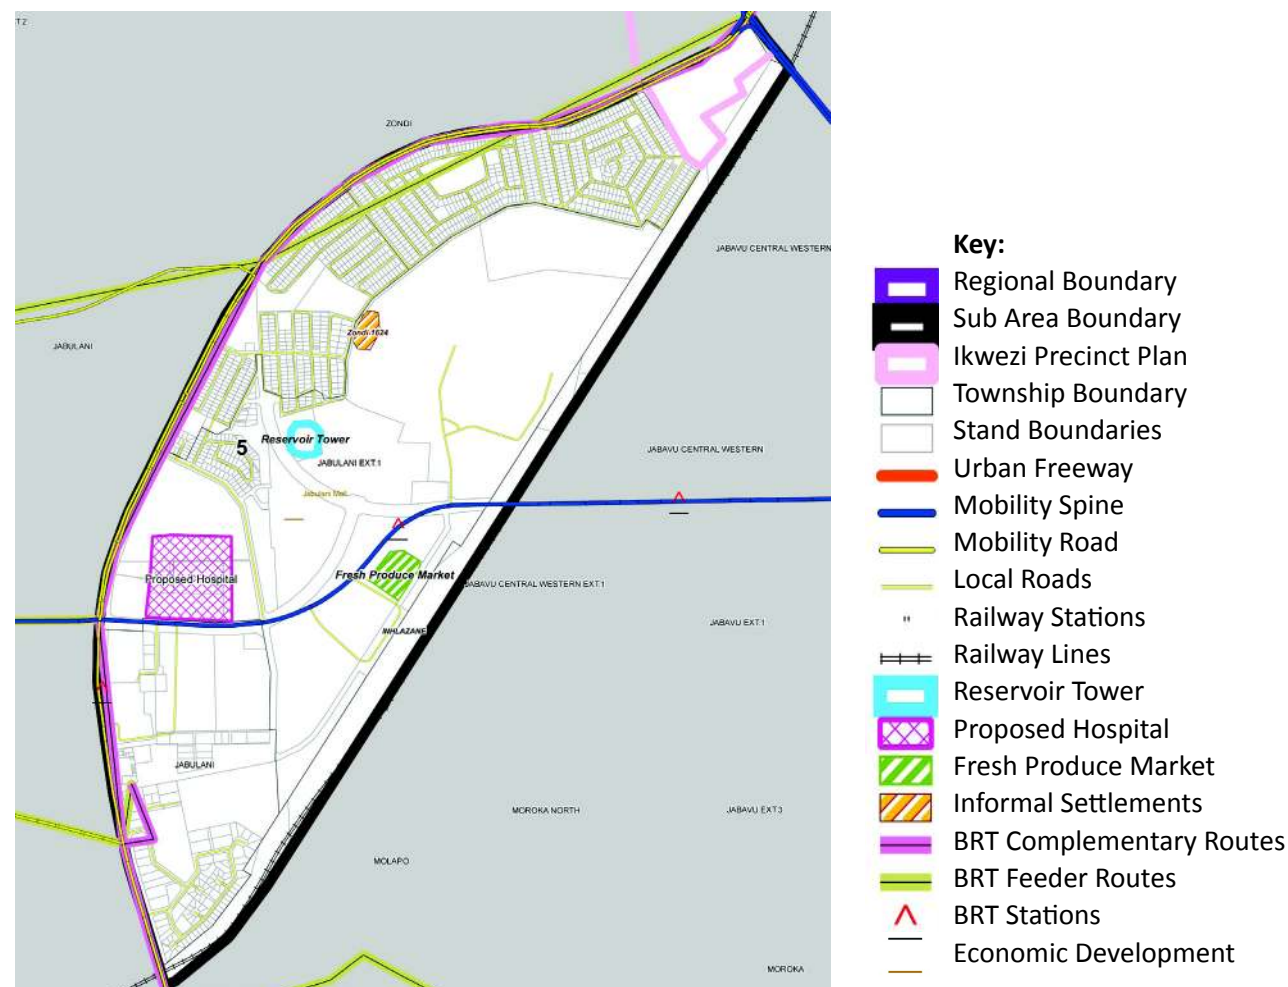 T 2
ZONDI
JABAVU CENTRAL WESTERN
Zondi 1624
JABULANI
5
Reservoir Tower
JABULANI EXT.1
JABAVU CENTRAL WESTERN
Jabulani Mall
Proposed Hospital
Fresh Produce Market
JABAVU CENTRAL WESTERN EXT.1
INHLAZANE
JABAVU EXT.1
JABULANI
MOROKA NORTH
JABAVU EXT.3
MOLAPO
MOROKA
Key:
Regional Boundary
Sub Area Boundary
Ikwezi Precinct Plan
Township Boundary
Stand Boundaries
Urban Freeway
Mobility Spine
Mobility Road
Local Roads
Railway Stations
Railway Lines
Reservoir Tower
Proposed Hospital
Fresh Produce Market
Informal Settlements
BRT Complementary Routes
BRT Feeder Routes
BRT Stations
Economic Development